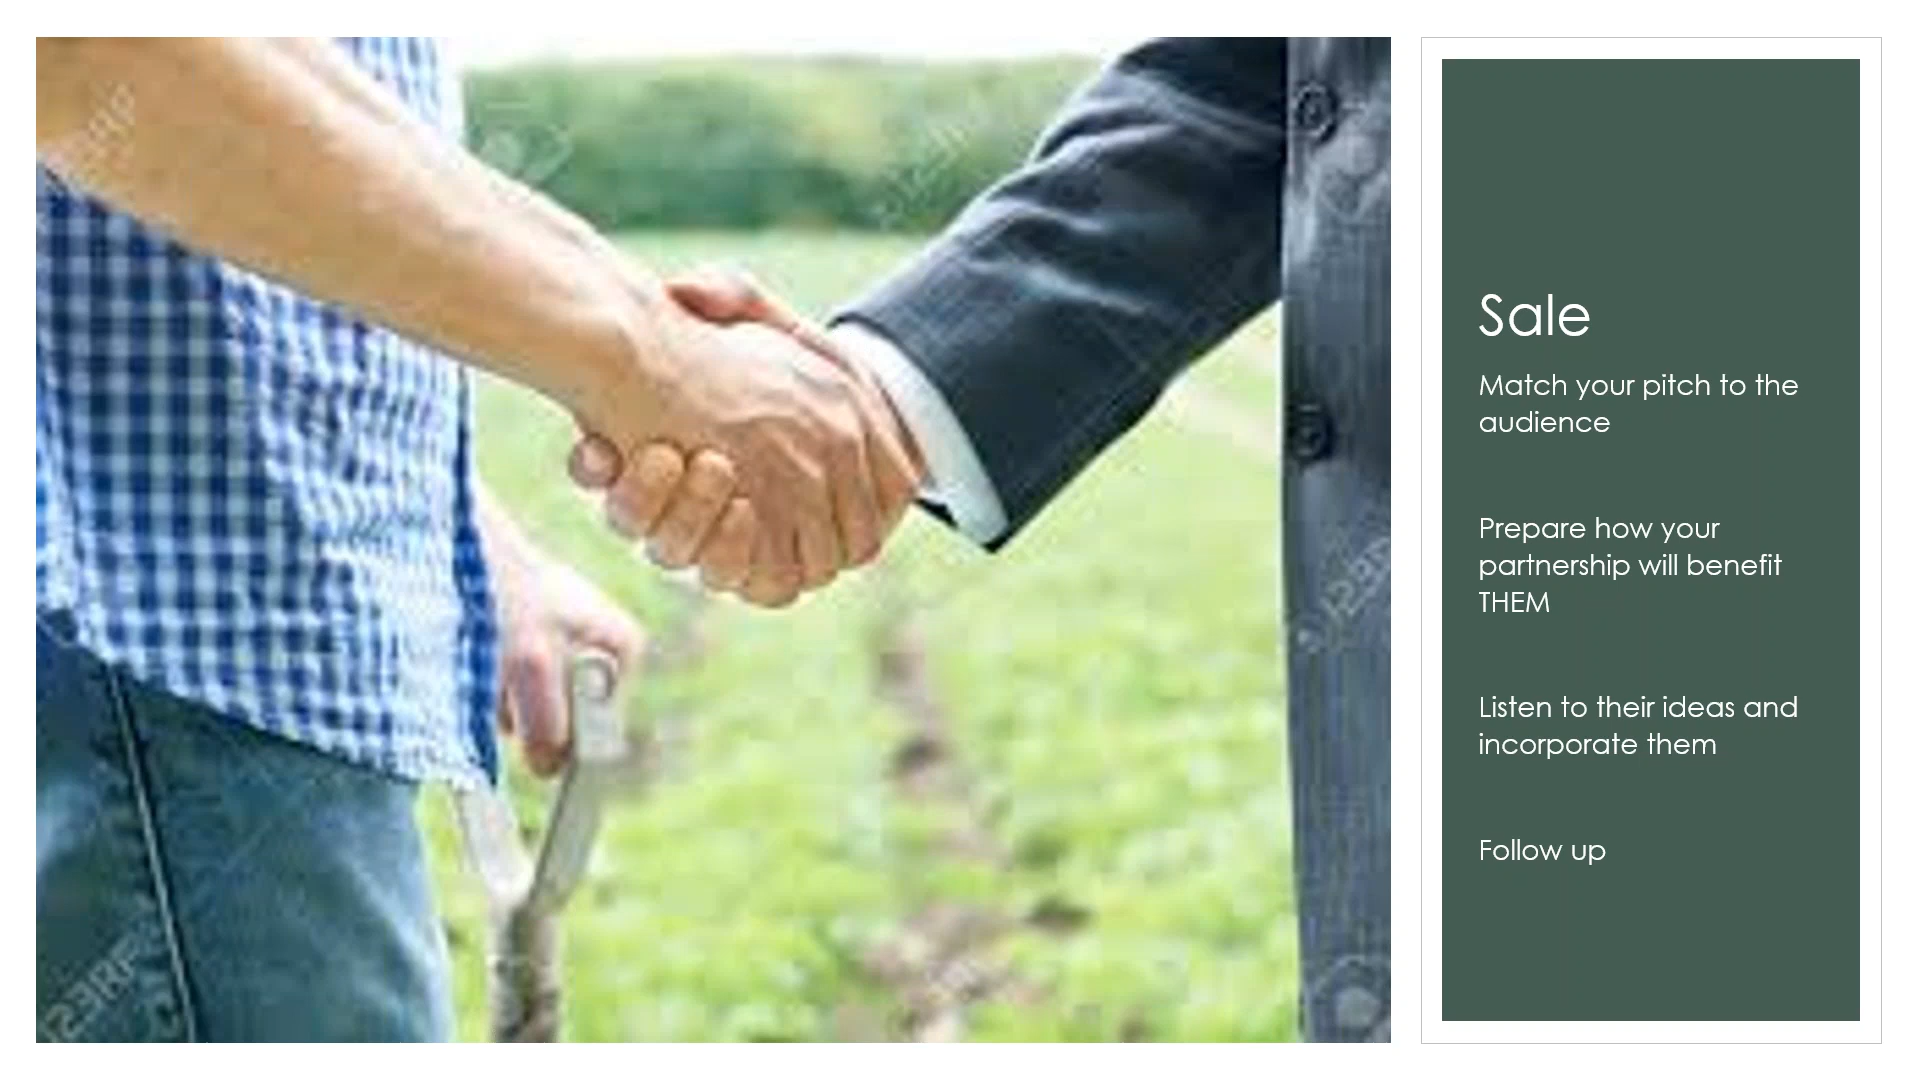 Sale
Match your pitch to the
audience
Prepare how your
partnership will benefit
THEM
Listen to their ideas and
incorporate them
Follow up